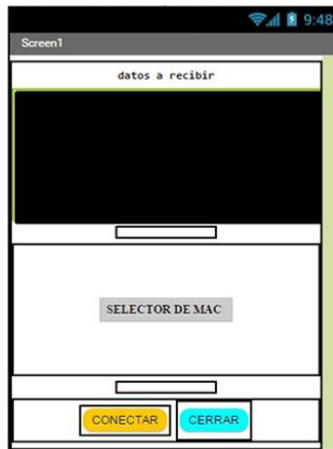 9:48
Screen1
datos a recibir
SELECTOR DE MAC
CONECTAR CERRAR